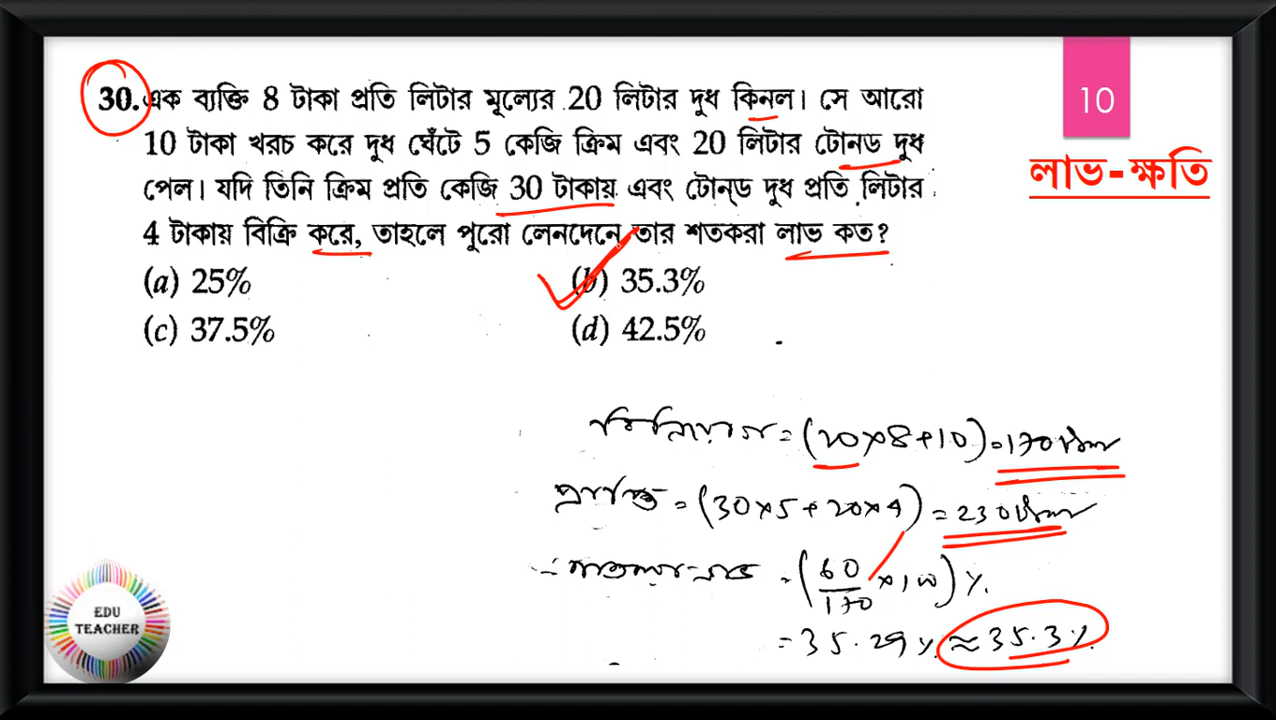 30. এক ব্যক্তি 8 টাকা প্রতি লিটার মূল্যের 20 লিটার দুধ কিনল। সে আরো
10 টাকা খরচ করে দুধ ঘেঁটে 5 কেজি ক্রিম এবং 20 লিটার টোনড দুধ
পেল। যদি তিনি ক্রিম প্রতি কেজি 30 টাকায় এবং টোন্‌ড দুধ প্রতি লিটার
4 টাকায় বিক্রি করে, তাহলে পুরো লেনদেনে তার শতকরা লাভ কত?
(a) 25%
(b) 35.3%
(c) 37.5%
(d) 42.5%
10
লাভ-ক্ষতি
= (20×8+10) = 170 টাকা
= (30×5+20×4) = 230 টাকা
= (60/170 ×100) %.
= 35.29 %. ≈ 35.3 %.
EDU
TEACHER